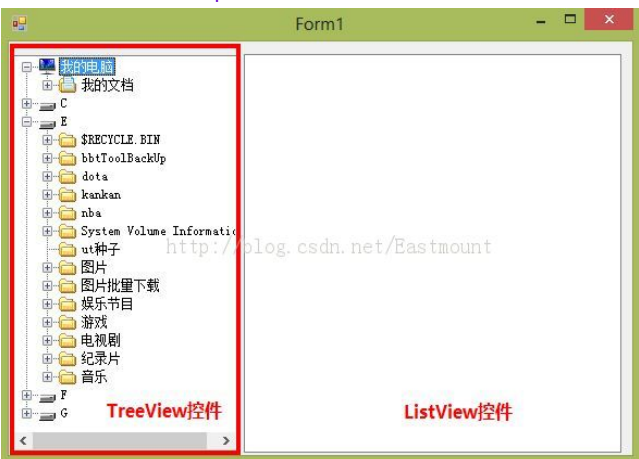 Form1
我的电脑
我的文档
C
E
$RECYCLE.BIN
bbtToolBackUp
dota
kankan
nba
System Volume Informatio
ut种子
http://blog.csdn.net/Eastmount
图片
图片批量下载
娱乐节目
游戏
电视剧
纪录片
音乐
F
G
TreeView控件
ListView控件